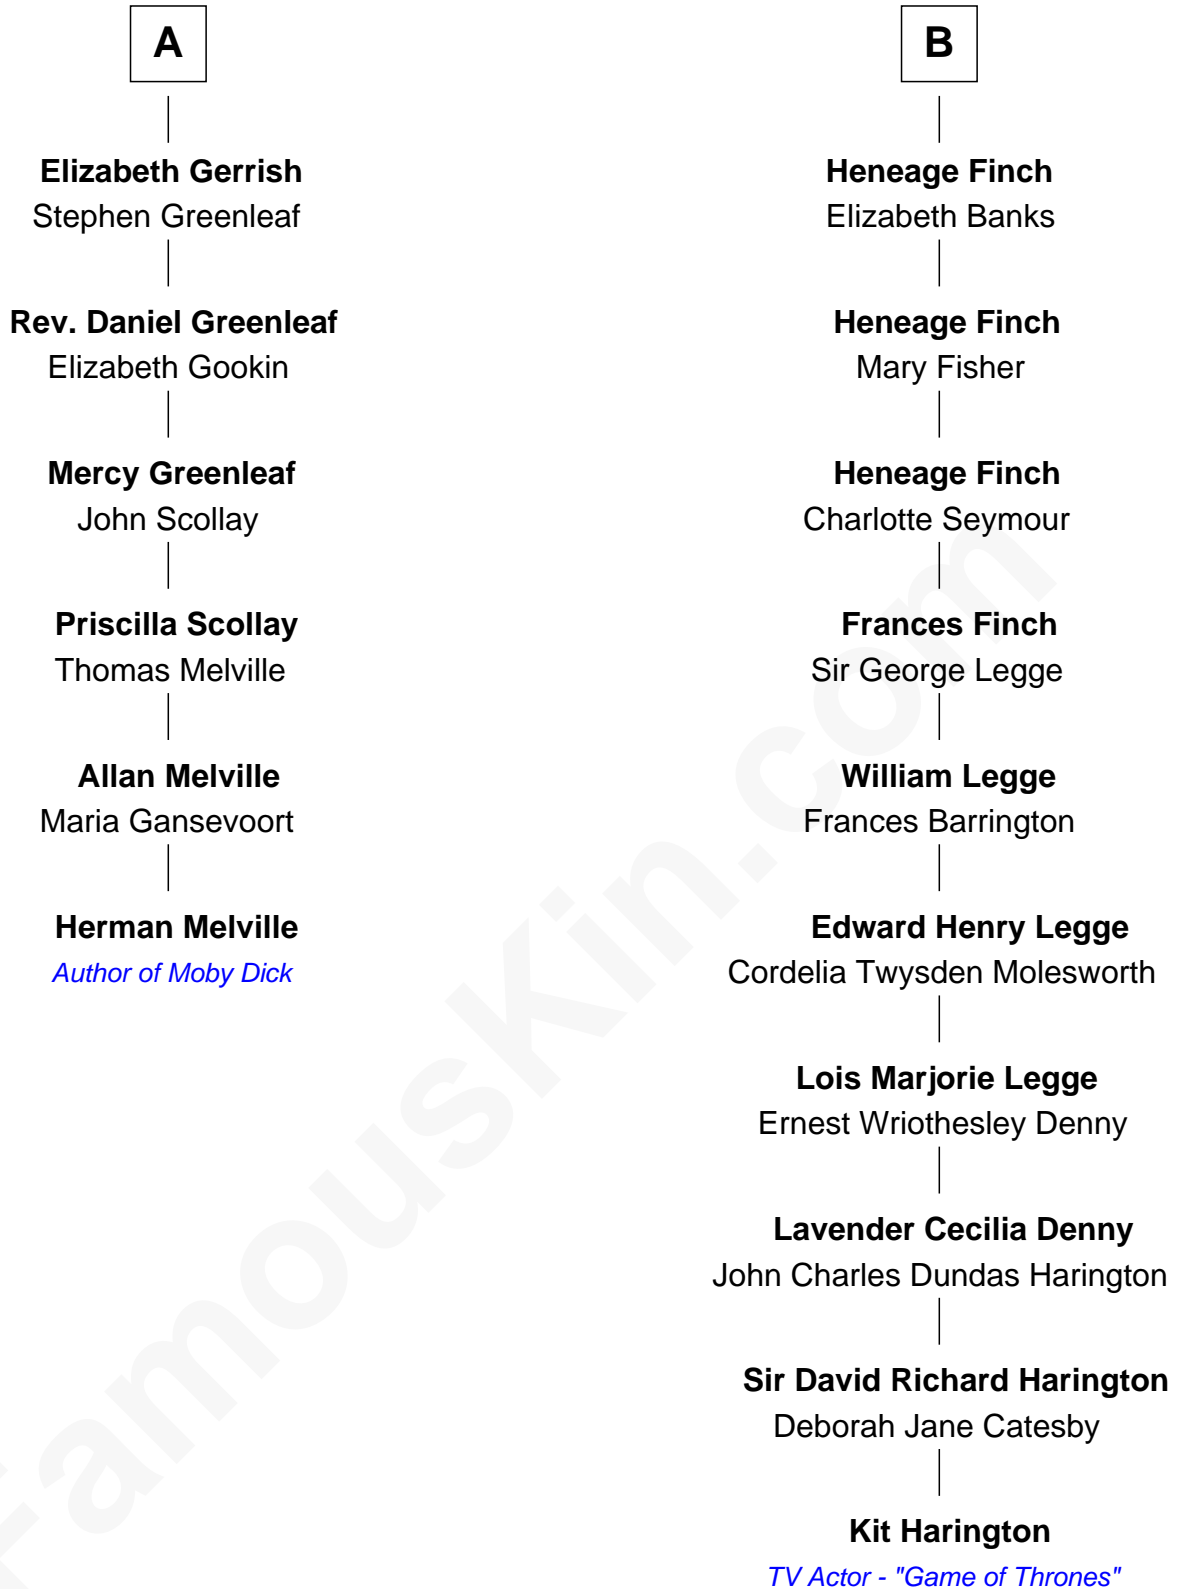 A
Elizabeth Gerrish
Stephen Greenleaf
Rev. Daniel Greenleaf
Elizabeth Gookin
Mercy Greenleaf
John Scollay
Priscilla Scollay
Thomas Melville
Allan Melville
Maria Gansevoort
Herman Melville
Author of Moby Dick
B
Heneage Finch
Elizabeth Banks
Heneage Finch
Mary Fisher
Heneage Finch
Charlotte Seymour
Frances Finch
Sir George Legge
William Legge
Frances Barrington
Edward Henry Legge
Cordelia Twysden Molesworth
Lois Marjorie Legge
Ernest Wriothesley Denny
Lavender Cecilia Denny
John Charles Dundas Harington
Sir David Richard Harington
Deborah Jane Catesby
Kit Harington
TV Actor - "Game of Thrones"
FamousKin.com